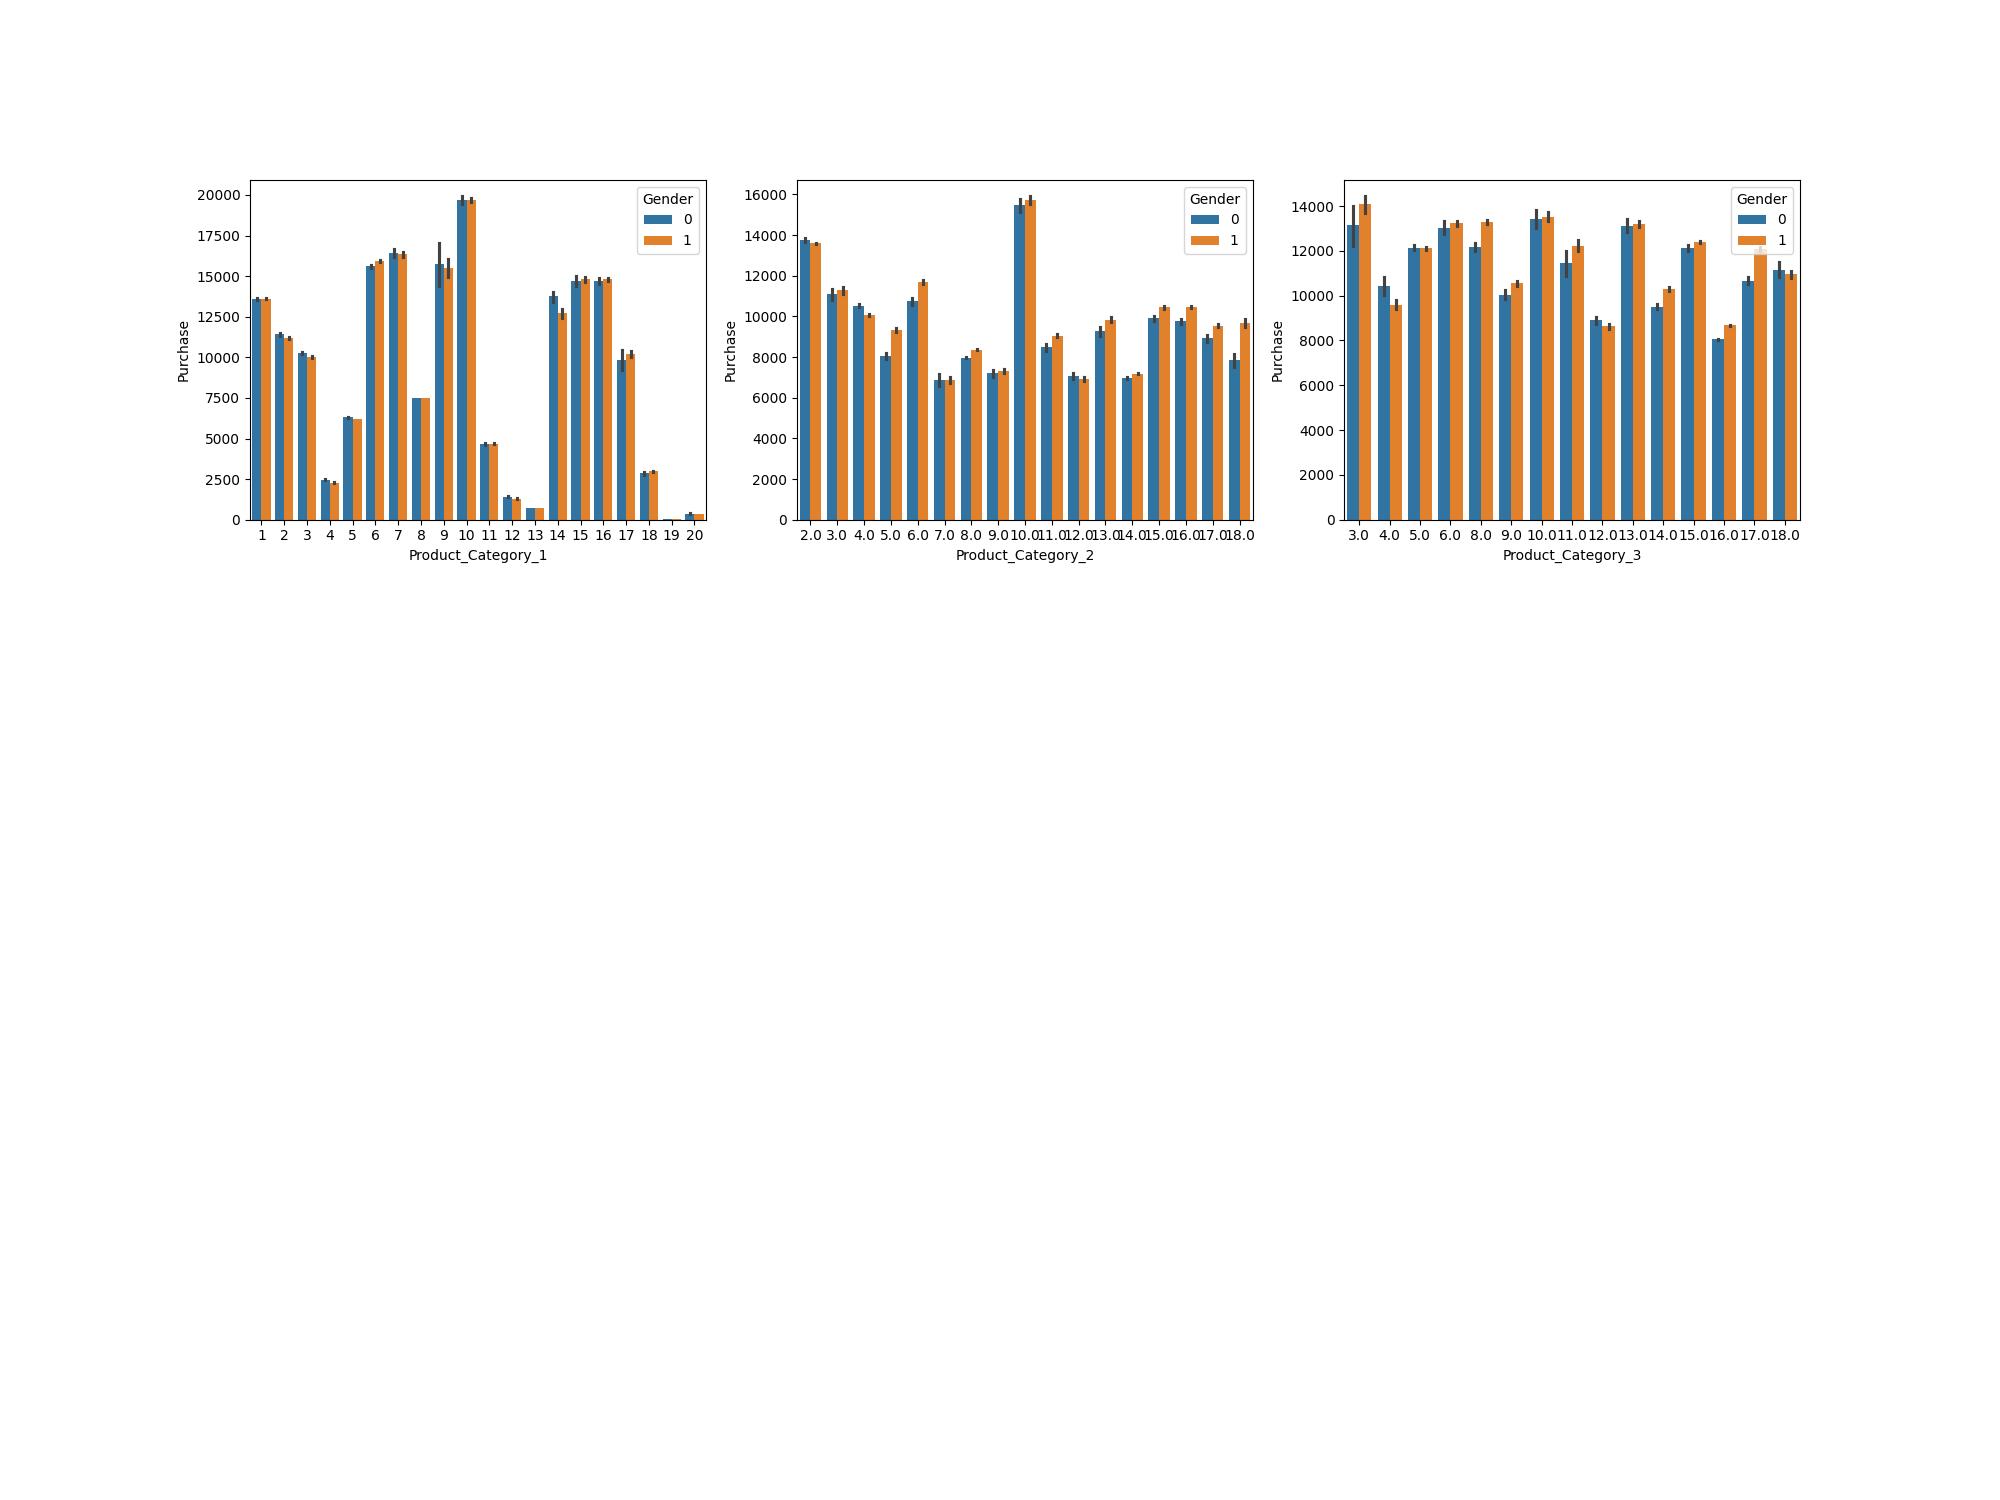 20000
17500
15000
12500
10000
7500
5000
2500
0
Purchase
Gender
0
1
1 2 3 4 5 6 7 8 9 10 11 12 13 14 15 16 17 18 19 20
Product_Category_1
16000
14000
12000
10000
8000
6000
4000
2000
0
Purchase
Gender
0
1
2.0 3.0 4.0 5.0 6.0 7.0 8.0 9.0 10.0 11.0 12.0 13.0 14.0 15.0 16.0 17.0 18.0
Product_Category_2
14000
12000
10000
8000
6000
4000
2000
0
Purchase
Gender
0
1
3.0 4.0 5.0 6.0 8.0 9.0 10.0 11.0 12.0 13.0 14.0 15.0 16.0 17.0 18.0
Product_Category_3